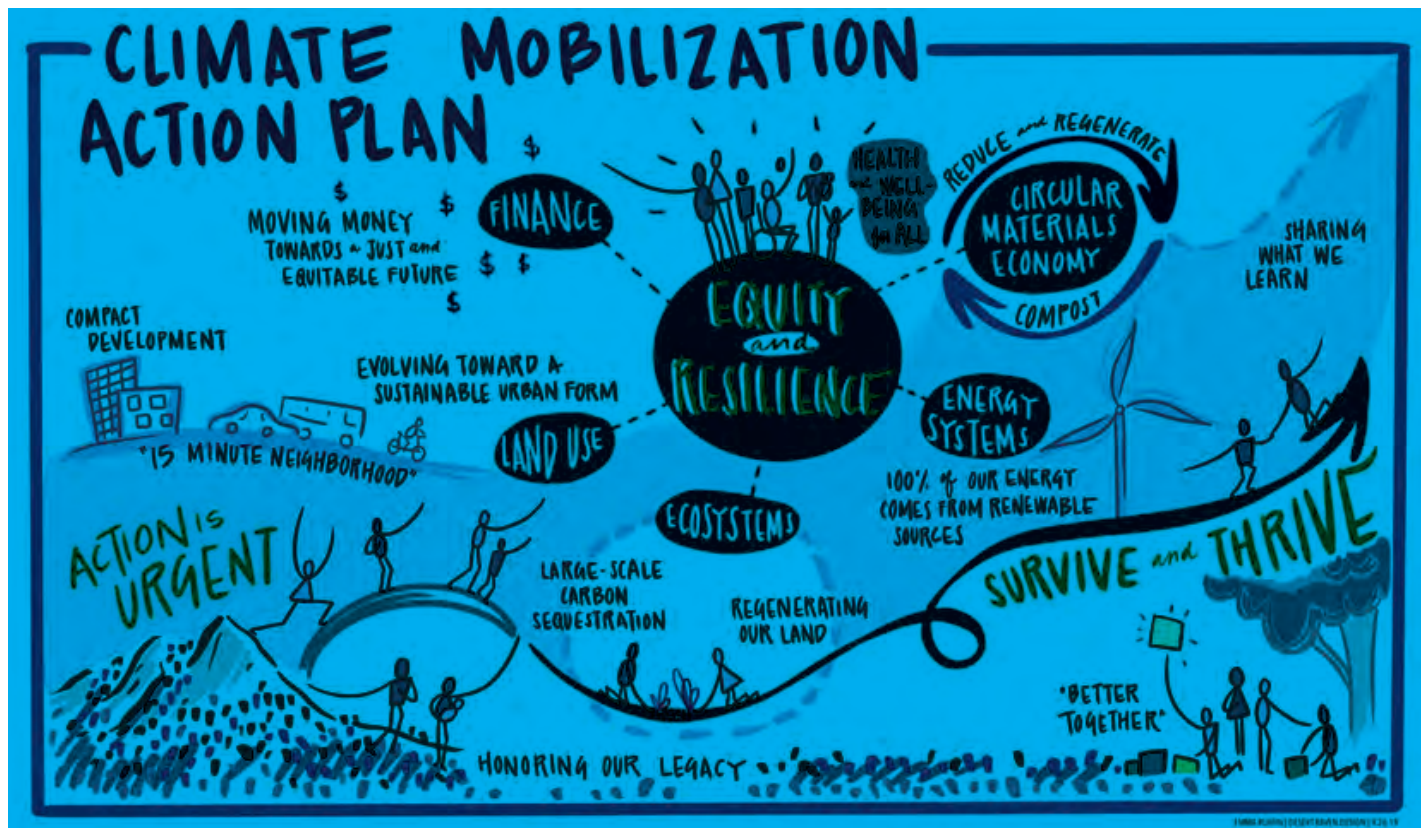 CLIMATE MOBILIZATION
ACTION PLAN
$
$
$
$ $
$
FINANCE
MOVING MONEY
TOWARDS a JUST and
EQUITABLE FUTURE
HEALTH
and WELL-
BEING
for ALL
REDUCE and REGENERATE
CIRCULAR
MATERIALS
ECONOMY
COMPOST
SHARING
WHAT WE
LEARN
EQUITY
and
RESILIENCE
COMPACT
DEVELOPMENT
EVOLVING TOWARD A
SUSTAINABLE URBAN FORM
LAND USE
"15 MINUTE NEIGHBORHOOD"
ENERGY
SYSTEMS
100% of OUR ENERGY
COMES FROM RENEWABLE
SOURCES
ECOSYSTEMS
LARGE-SCALE
CARBON
SEQUESTRATION
REGENERATING
OUR LAND
ACTION IS
URGENT
SURVIVE and THRIVE
"BETTER
TOGETHER"
HONORING OUR LEGACY